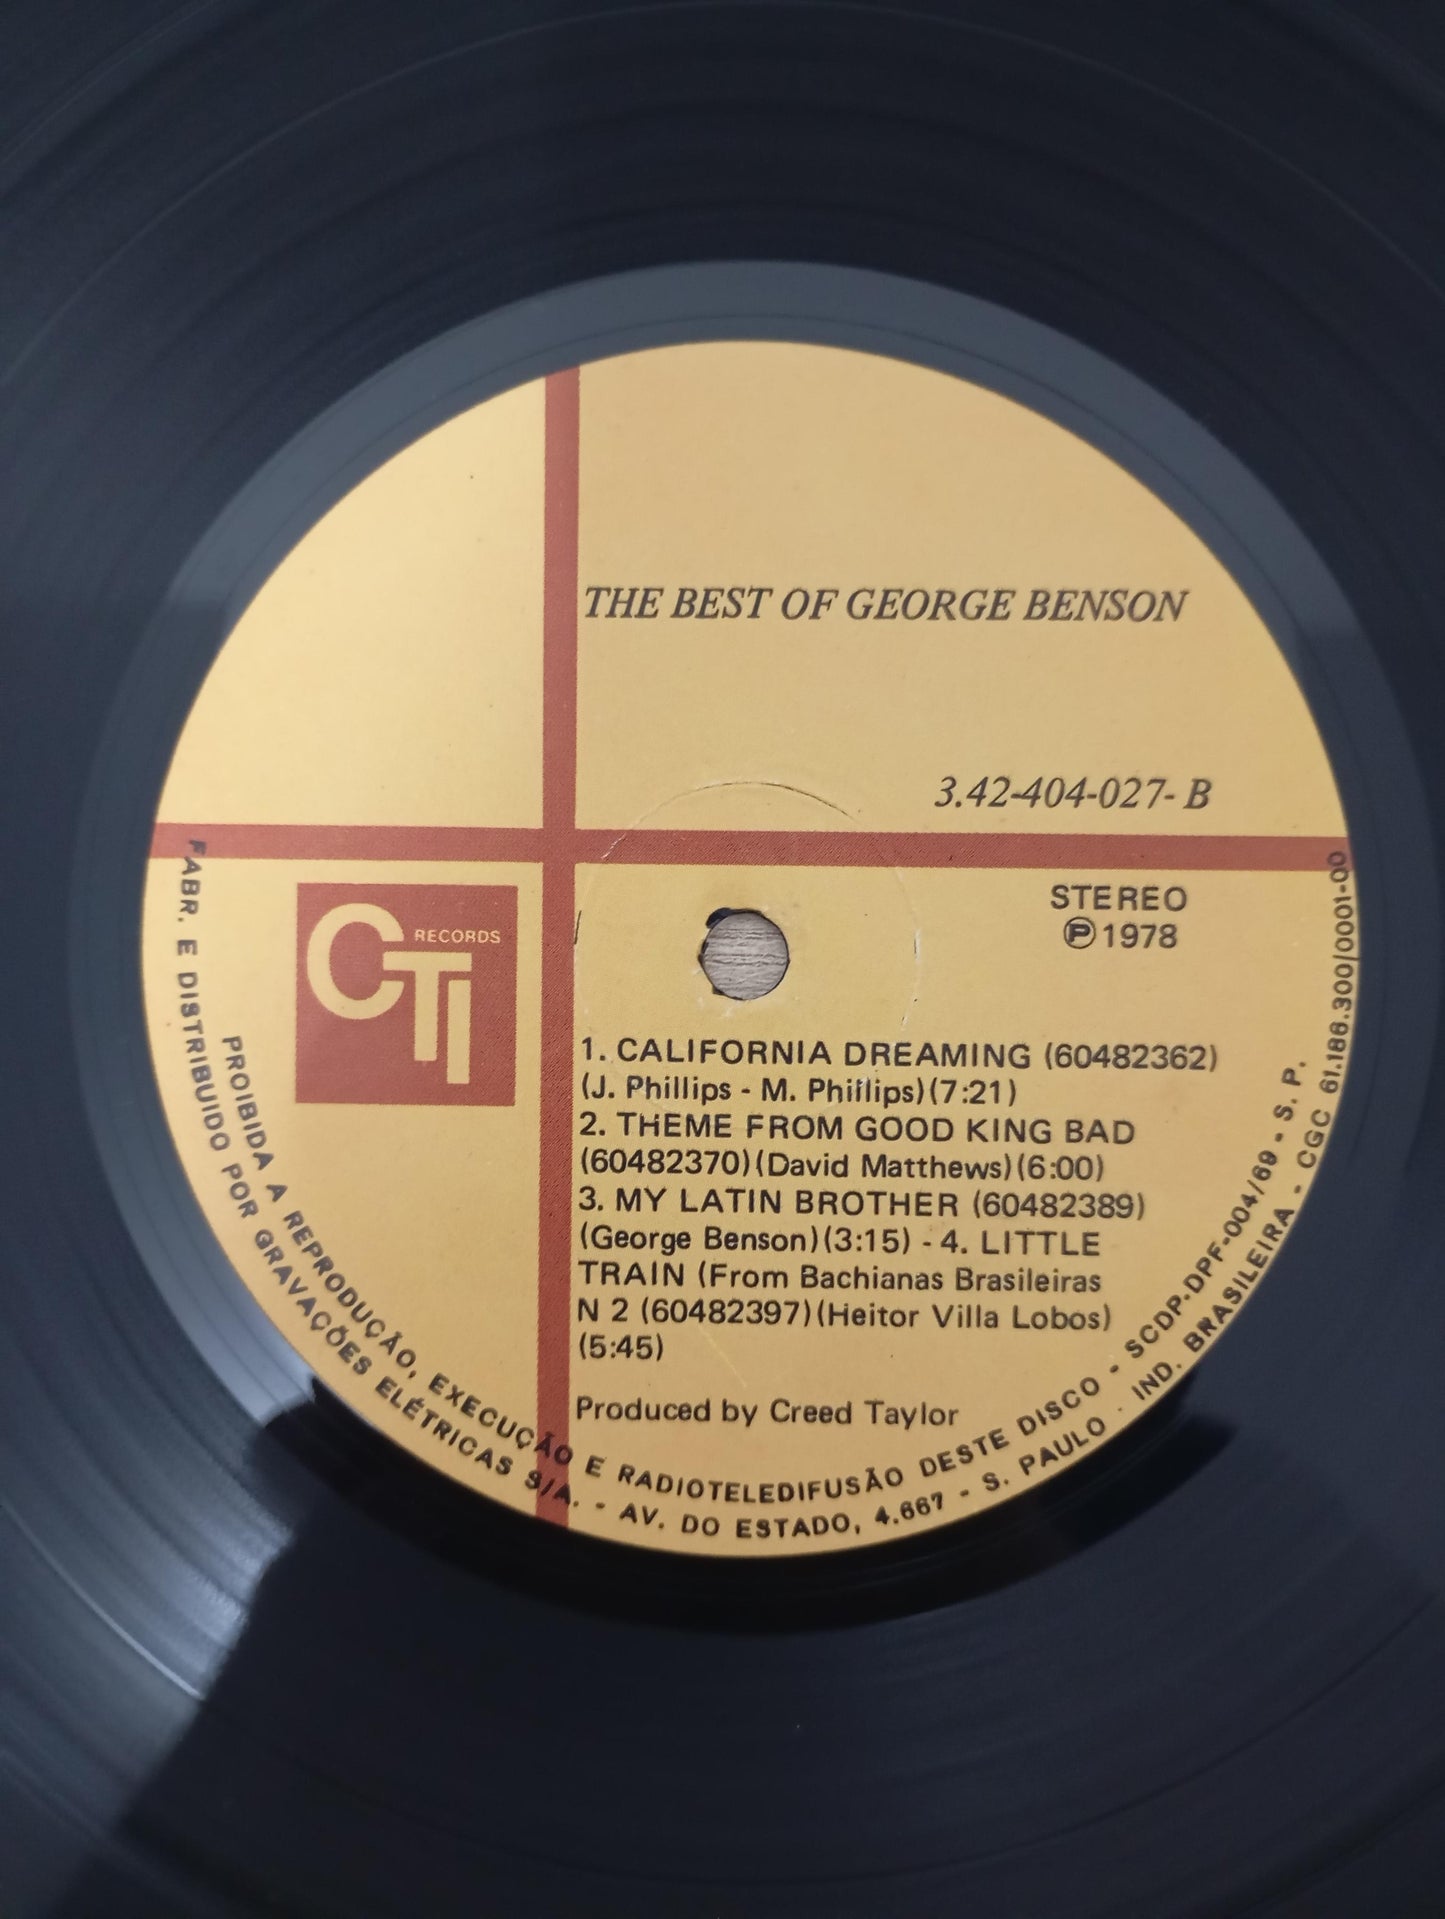 THE BEST OF GEORGE BENSON
3.42-404-027- B
CTI RECORDS
STEREO
Ⓟ 1978
1. CALIFORNIA DREAMING (60482362)
(J. Phillips - M. Phillips)(7:21)
2. THEME FROM GOOD KING BAD
(60482370)(David Matthews)(6:00)
3. MY LATIN BROTHER (60482389)
(George Benson)(3:15) - 4. LITTLE
TRAIN (From Bachianas Brasileiras
N 2 (60482397)(Heitor Villa Lobos)
(5:45)
Produced by Creed Taylor
PROIBIDA A REPRODUÇÃO, EXECUÇÃO E RADIOTELEDIFUSÃO DESTE DISCO - SCDP-DPF-004/69 - S. P.
FABR. E DISTRIBUIDO POR GRAVAÇÕES ELÉTRICAS S/A. - AV. DO ESTADO, 4.667 - S. PAULO - IND. BRASILEIRA - CGC 61.186.300/0001-00